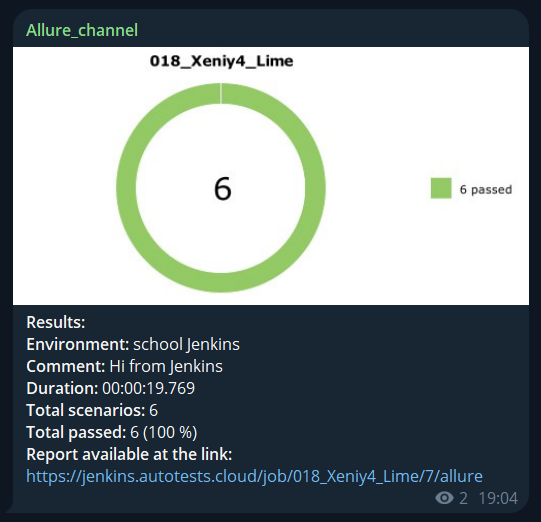 Allure_channel
018_Xeniy4_Lime
6
6 passed
Results:
Environment: school Jenkins
Comment: Hi from Jenkins
Duration: 00:00:19.769
Total scenarios: 6
Total passed: 6 (100 %)
Report available at the link:
https://jenkins.autotests.cloud/job/018_Xeniy4_Lime/7/allure
2 19:04